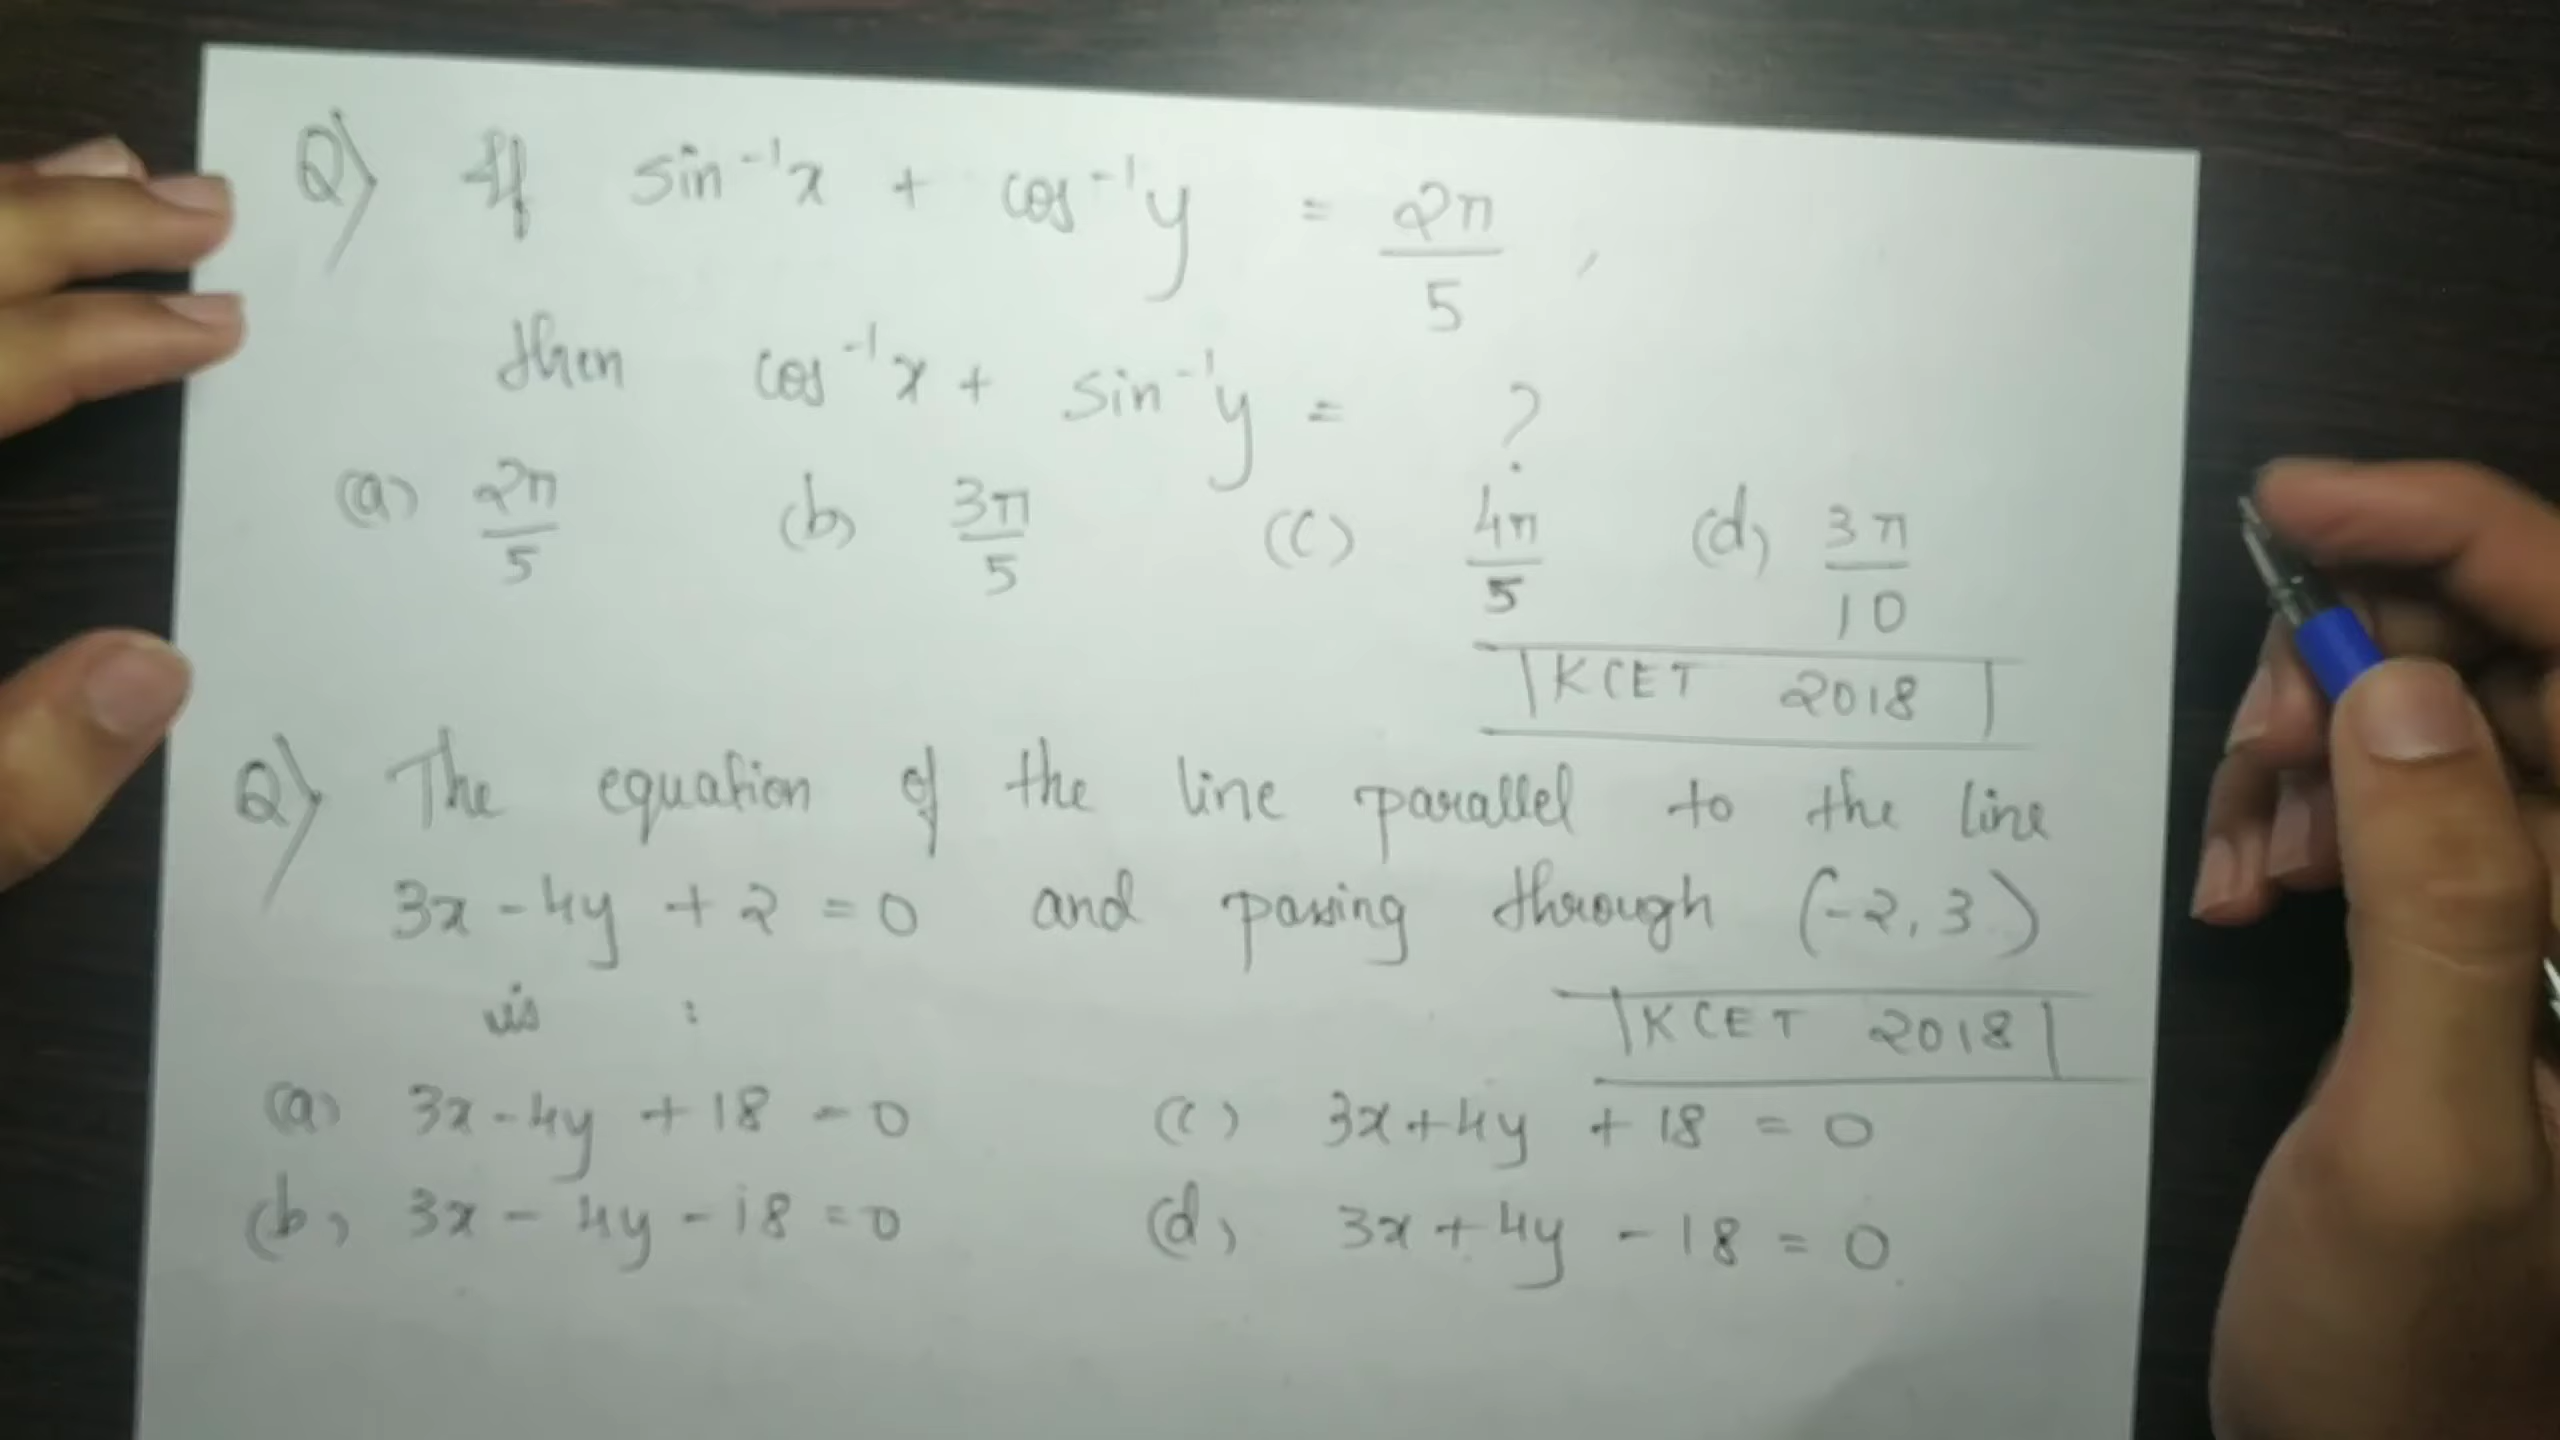 Q) If sin⁻¹x + cos⁻¹y = 2π/5 ,
then cos⁻¹x + sin⁻¹y = ?
(a) 2π/5 (b) 3π/5 (c) 4π/5 (d) 3π/10
KCET 2018
Q) The equation of the line parallel to the line
3x - 4y + 2 = 0 and passing through (-2, 3)
is :
KCET 2018
(a) 3x - 4y + 18 = 0 (c) 3x + 4y + 18 = 0
(b) 3x - 4y - 18 = 0 (d) 3x + 4y - 18 = 0